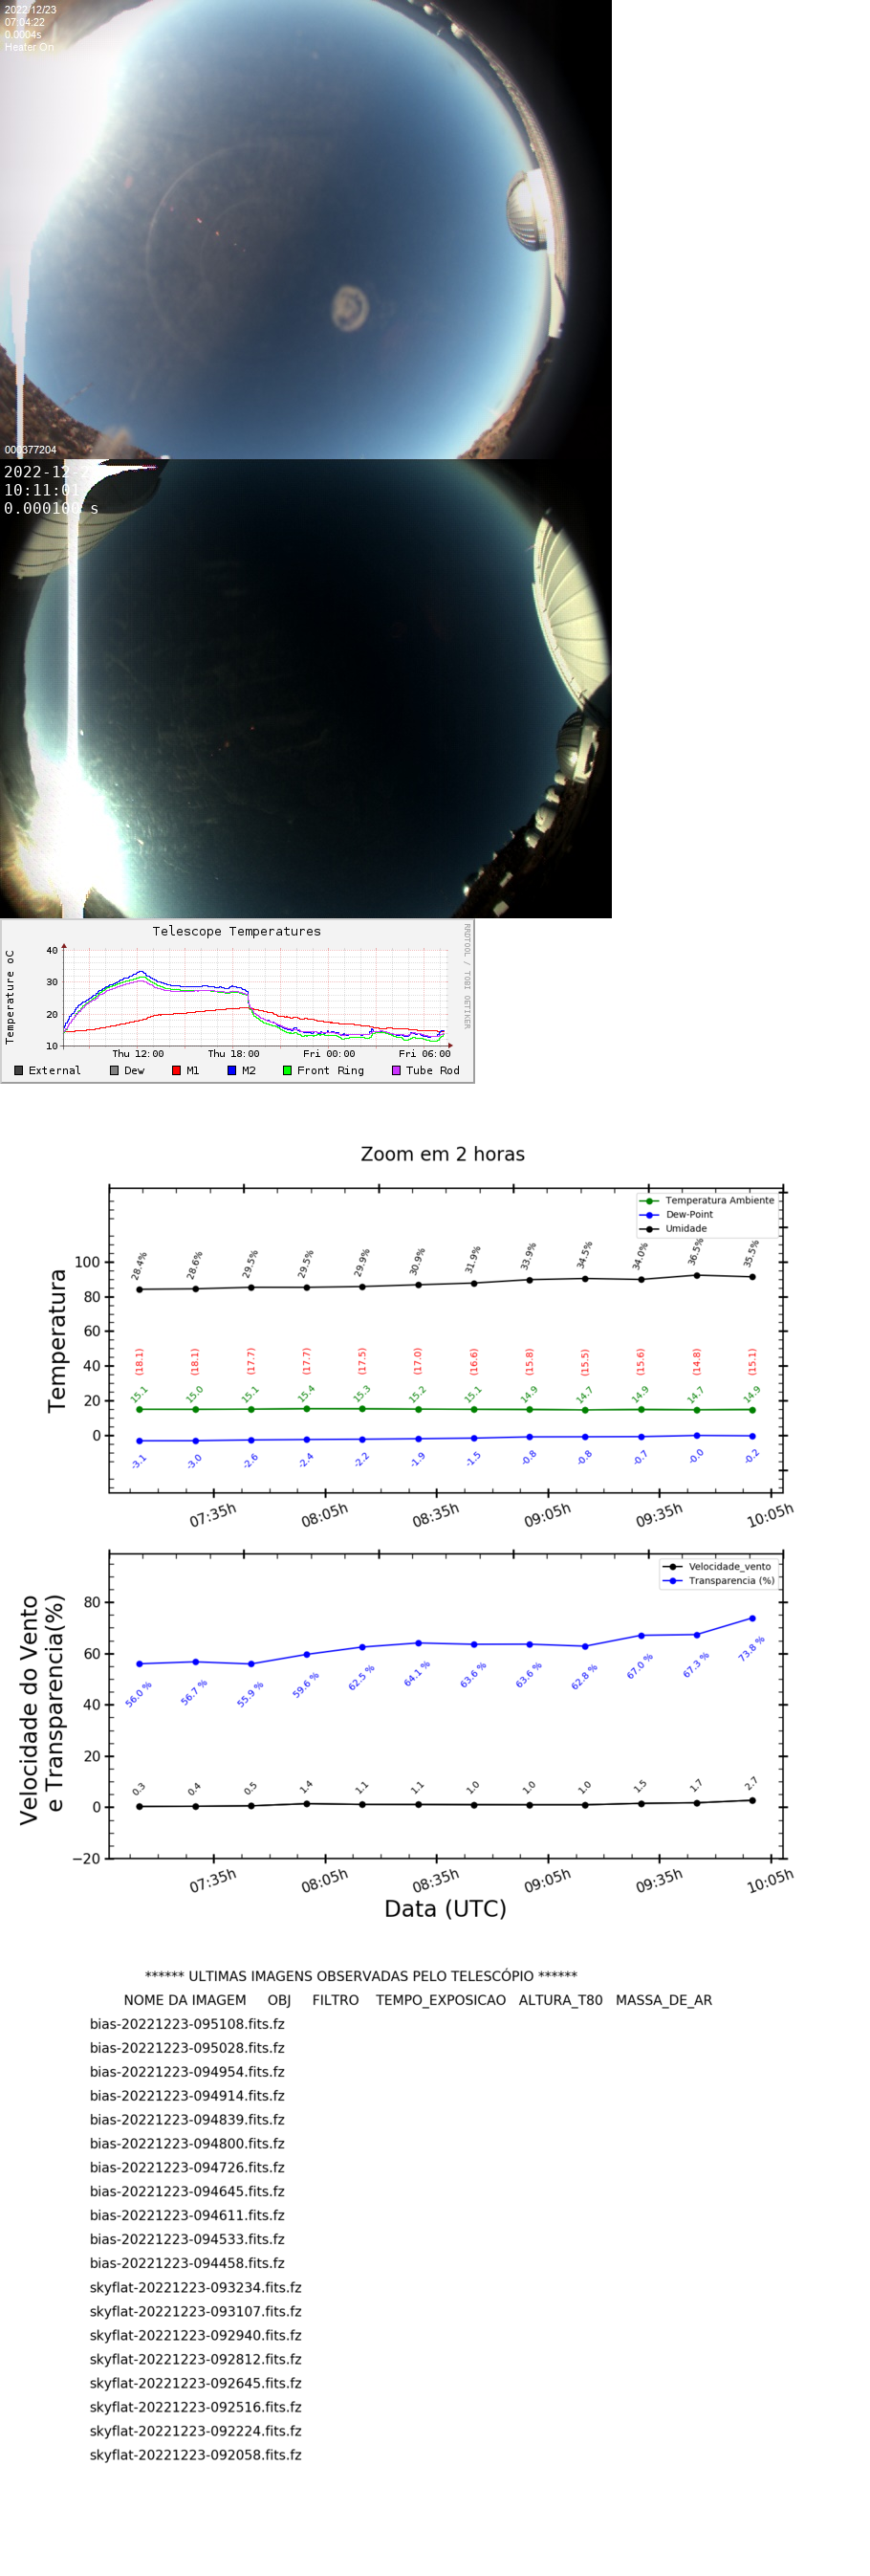 2022/12/23
07:04:22
0.0004s
Heater On
000377204
2022-12-
10:11:01
0.000100 s
Telescope Temperatures
Temperature oC
40
30
20
10
Thu 12:00 Thu 18:00 Fri 00:00 Fri 06:00
External Dew M1 M2 Front Ring Tube Rod
RRDTOOL / TOBI OETIKER
Zoom em 2 horas
Temperatura Ambiente
Dew-Point
Umidade
Temperatura
100
80
60
40
20
0
28.4% 28.6% 29.5% 29.5% 29.9% 30.9% 31.9% 33.9% 34.5% 34.0% 36.5% 35.5%
(18.1) (18.1) (17.7) (17.7) (17.5) (17.0) (16.6) (15.8) (15.5) (15.6) (14.8) (15.1)
15.1 15.0 15.1 15.4 15.3 15.2 15.1 14.9 14.7 14.9 14.7 14.9
-3.1 -3.0 -2.6 -2.4 -2.2 -1.9 -1.5 -0.8 -0.8 -0.7 -0.0 -0.2
07:35h 08:05h 08:35h 09:05h 09:35h 10:05h
Velocidade_vento
Transparencia (%)
Velocidade do Vento
e Transparencia(%)
80
60
40
20
0
−20
56.0 % 56.7 % 55.9 % 59.6 % 62.5 % 64.1 % 63.6 % 63.6 % 62.8 % 67.0 % 67.3 % 73.8 %
0.3 0.4 0.5 1.4 1.1 1.1 1.0 1.0 1.0 1.5 1.7 2.7
07:35h 08:05h 08:35h 09:05h 09:35h 10:05h
Data (UTC)
****** ULTIMAS IMAGENS OBSERVADAS PELO TELESCÓPIO ******
NOME DA IMAGEM OBJ FILTRO TEMPO_EXPOSICAO ALTURA_T80 MASSA_DE_AR
bias-20221223-095108.fits.fz
bias-20221223-095028.fits.fz
bias-20221223-094954.fits.fz
bias-20221223-094914.fits.fz
bias-20221223-094839.fits.fz
bias-20221223-094800.fits.fz
bias-20221223-094726.fits.fz
bias-20221223-094645.fits.fz
bias-20221223-094611.fits.fz
bias-20221223-094533.fits.fz
bias-20221223-094458.fits.fz
skyflat-20221223-093234.fits.fz
skyflat-20221223-093107.fits.fz
skyflat-20221223-092940.fits.fz
skyflat-20221223-092812.fits.fz
skyflat-20221223-092645.fits.fz
skyflat-20221223-092516.fits.fz
skyflat-20221223-092224.fits.fz
skyflat-20221223-092058.fits.fz